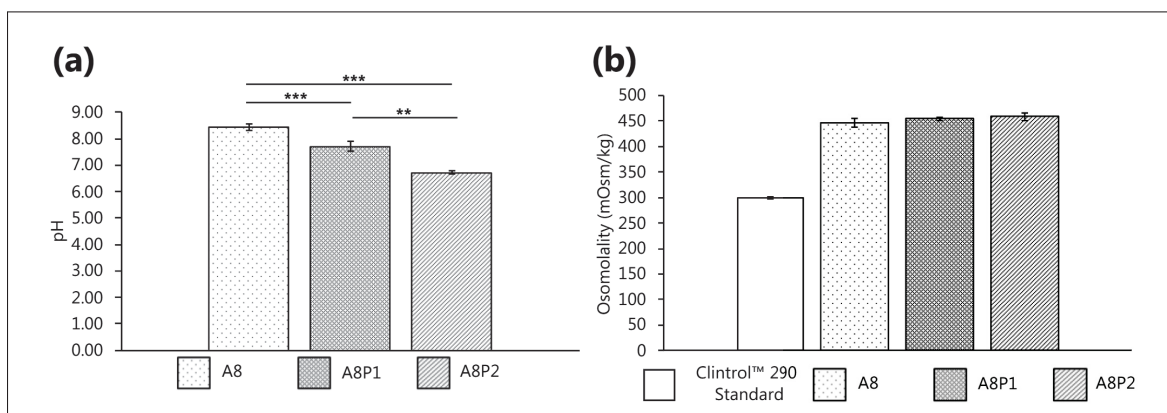 (a)
***
***
**
9.00
8.00
7.00
6.00
5.00
4.00
3.00
2.00
1.00
0.00
pH
A8
A8P1
A8P2
(b)
500
450
400
350
300
250
200
150
100
50
0
Osomolality (mOsm/kg)
Clintrol™ 290
Standard
A8
A8P1
A8P2